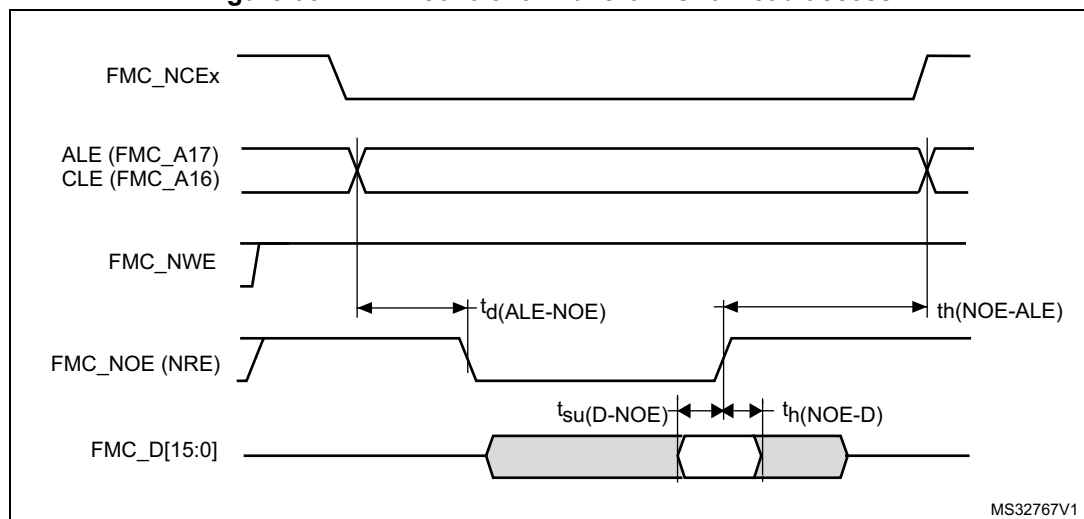 FMC_NCEx
ALE (FMC_A17)
CLE (FMC_A16)
FMC_NWE
td(ALE-NOE)
th(NOE-ALE)
FMC_NOE (NRE)
tsu(D-NOE)
th(NOE-D)
FMC_D[15:0]
MS32767V1